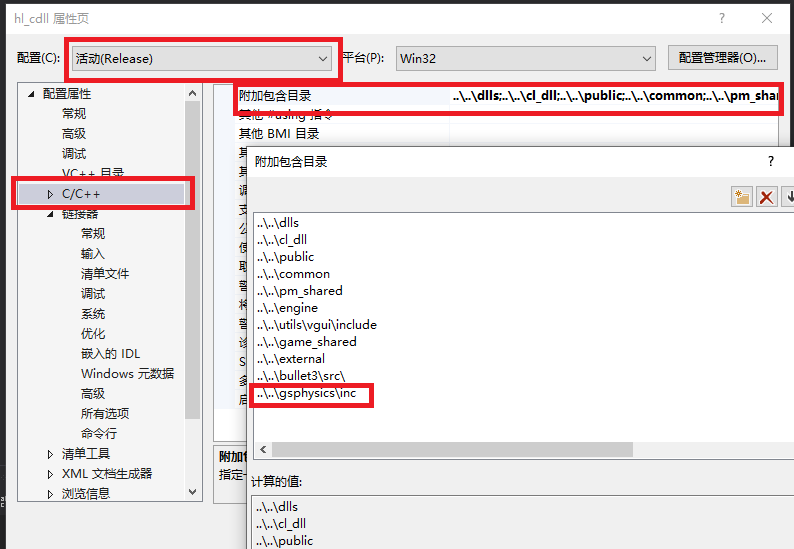 hl_cdll 属性页
?
配置(C): 活动(Release) 平台(P): Win32 配置管理器(O)...
配置属性
常规
高级
调试
VC++ 目录
C/C++
链接器
常规
输入
清单文件
调试
系统
优化
嵌入的 IDL
Windows 元数据
高级
所有选项
命令行
清单工具
XML 文档生成器
浏览信息
附加包含目录 ..\..\dlls;..\..\cl_dll;..\..\public;..\..\common;..\..\pm_shar
其他 #using 指令
其他 BMI 目录
附加包含目录
?
..\..\dlls
..\..\cl_dll
..\..\public
..\..\common
..\..\pm_shared
..\..\engine
..\..\utils\vgui\include
..\..\game_shared
..\..\external
..\..\bullet3\src\
..\..\gsphysics\inc
计算的值:
..\..\dlls
..\..\cl_dll
..\..\public